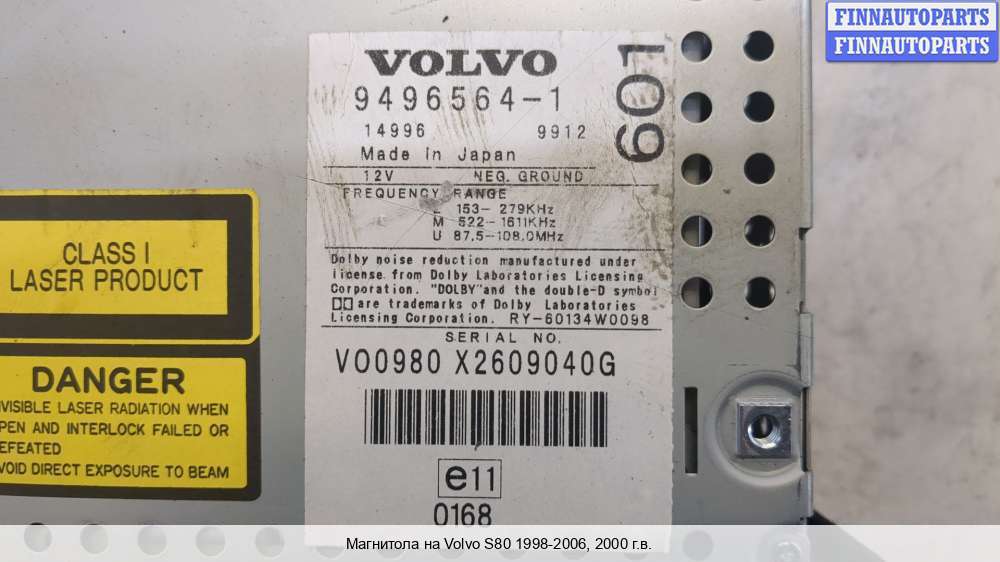 FINNAUTOPARTS
FINNAUTOPARTS
VOLVO
9496564-1
601
14996 9912
Made in Japan
12V NEG. GROUND
FREQUENCY RANGE
L 153-279KHz
M 522-1611KHz
U 87.5-108.0MHz
Dolby noise reduction manufactured under
license from Dolby Laboratories Licensing
Corporation. "DOLBY" and the double-D symbol
are trademarks of Dolby Laboratories
Licensing Corporation. RY-60134W0098
SERIAL NO.
VO0980 X2609040G
e11
0168
CLASS I
LASER PRODUCT
DANGER
NVISIBLE LASER RADIATION WHEN
PEN AND INTERLOCK FAILED OR
EFEATED
VOID DIRECT EXPOSURE TO BEAM
Магнитола на Volvo S80 1998-2006, 2000 г.в.